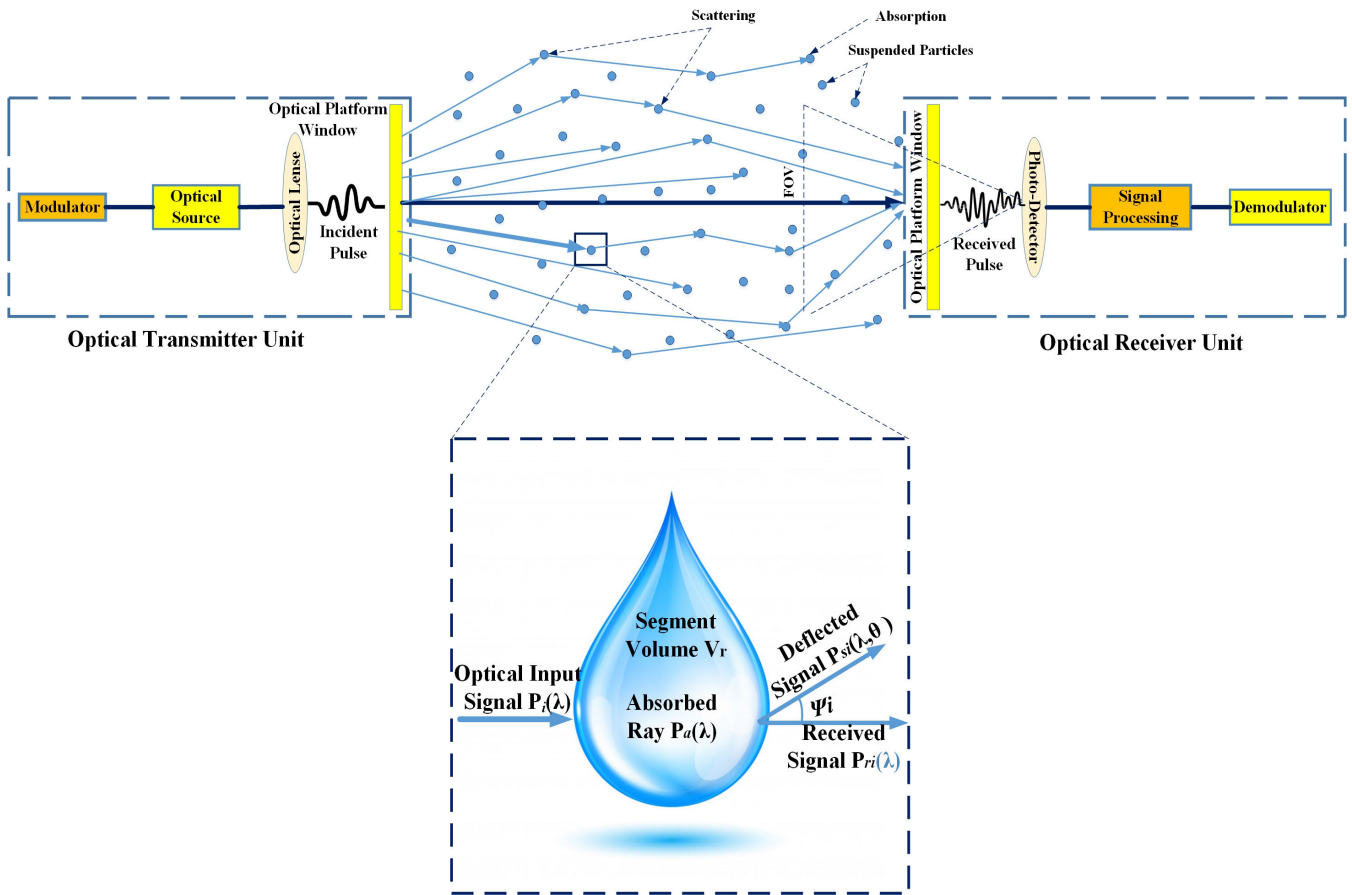 Scattering
Absorption
Suspended Particles
Optical Platform
Window
Optical Lense
Modulator
Optical
Source
Incident
Pulse
FOV
Optical Platform Window
Received
Pulse
Photo-Detector
Signal
Processing
Demodulator
Optical Transmitter Unit
Optical Receiver Unit
Segment
Volume Vr
Optical Input
Signal Pi(λ)
Absorbed
Ray Pa(λ)
Deflected
Signal Psi(λ,θ )
Ψi
Received
Signal Pri(λ)